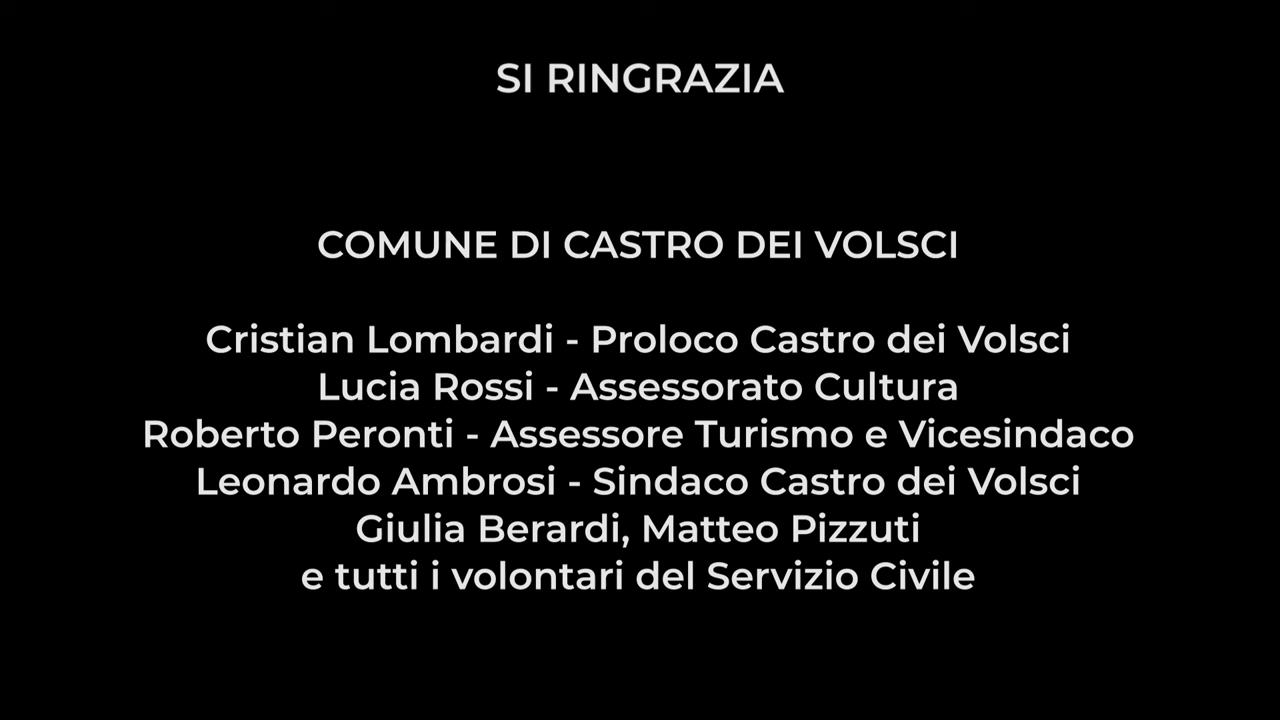 SI RINGRAZIA
COMUNE DI CASTRO DEI VOLSCI
Cristian Lombardi - Proloco Castro dei Volsci
Lucia Rossi - Assessorato Cultura
Roberto Peronti - Assessore Turismo e Vicesindaco
Leonardo Ambrosi - Sindaco Castro dei Volsci
Giulia Berardi, Matteo Pizzuti
e tutti i volontari del Servizio Civile